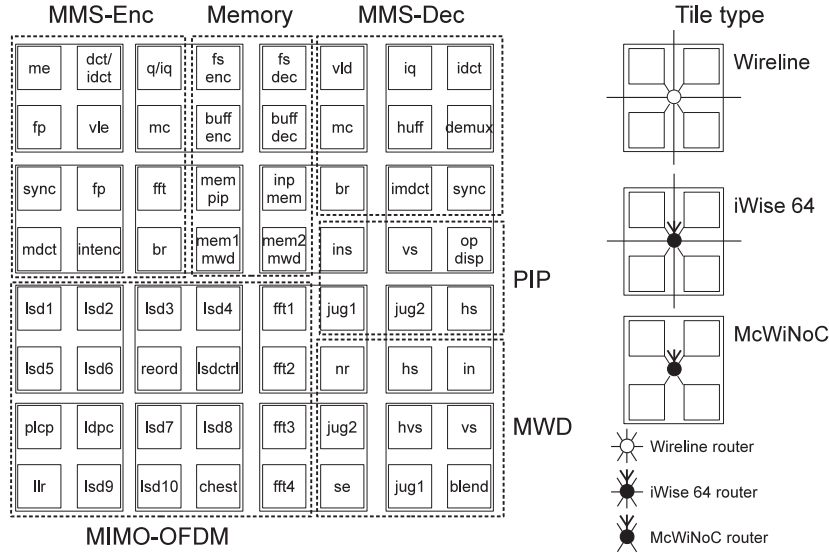 MMS-Enc Memory MMS-Dec Tile type
me dct/ q/iq fs fs vld iq idct
idct enc dec
Wireline
fp vle mc buff buff mc huff demux
enc dec
sync fp fft mem inp br imdct sync
pip mem
iWise 64
mdct intenc br mem1 mem2 ins vs op
mwd mwd disp
PIP
lsd1 lsd2 lsd3 lsd4 fft1 jug1 jug2 hs
McWiNoC
lsd5 lsd6 reord lsdctrl fft2 nr hs in
plcp ldpc lsd7 lsd8 fft3 jug2 hvs vs
MWD
Wireline router
llr lsd9 lsd10 chest fft4 se jug1 blend
iWise 64 router
MIMO-OFDM
McWiNoC router